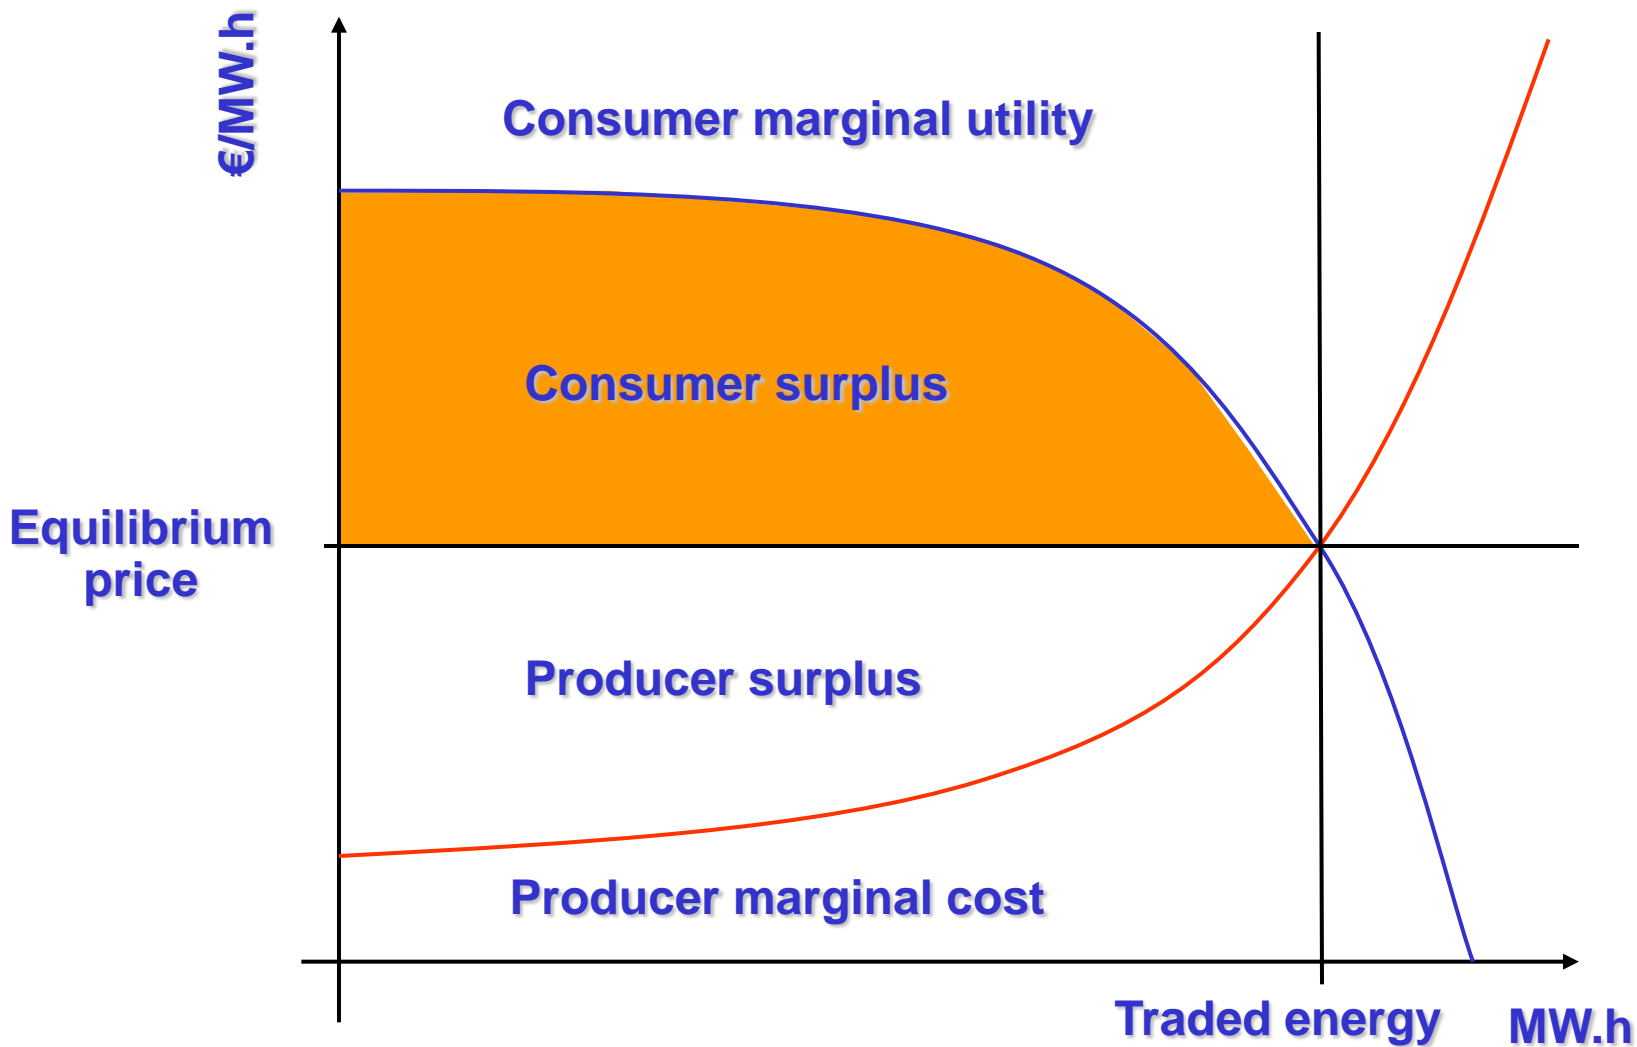 €/MW.h
Consumer marginal utility
Consumer surplus
Equilibrium
price
Producer surplus
Producer marginal cost
Traded energy
MW.h